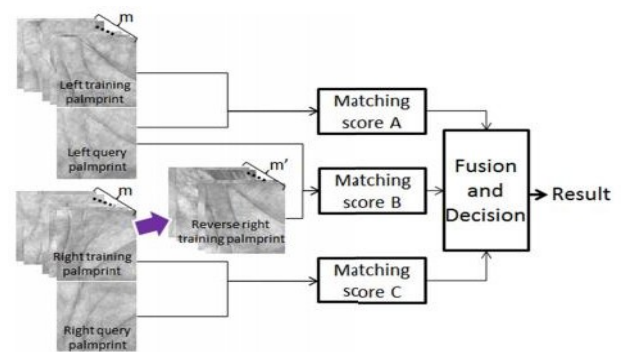 m
Left training
palmprint
Left query
palmprint
m
Right training
palmprint
Right query
palmprint
m'
Reverse right
training palmprint
Matching
score A
Matching
score B
Matching
score C
Fusion
and
Decision
Result